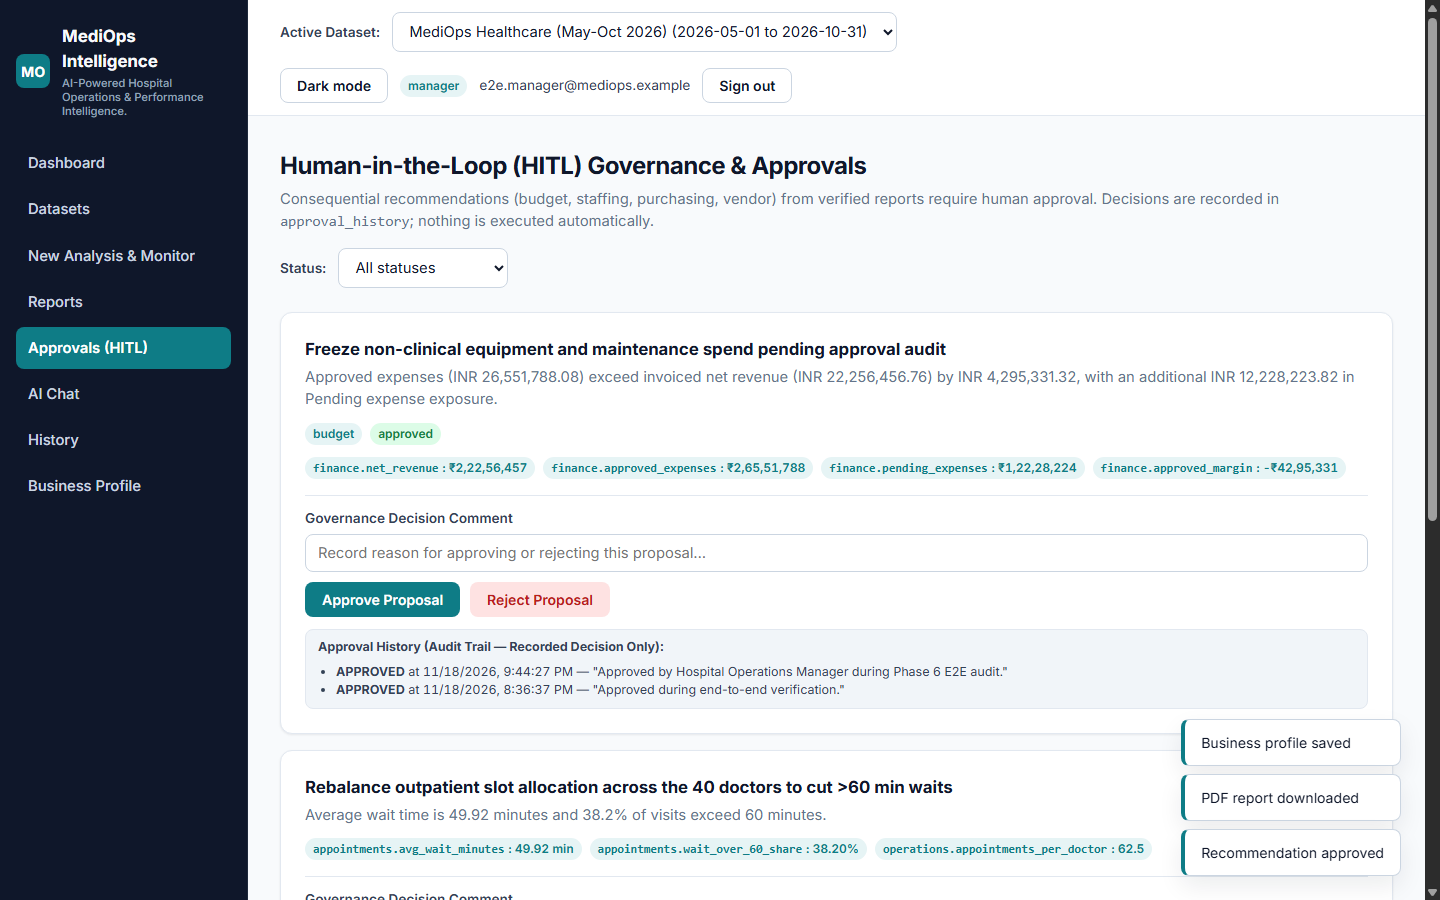 MO
MediOps
Intelligence
AI-Powered Hospital
Operations & Performance
Intelligence.
Dashboard
Datasets
New Analysis & Monitor
Reports
Approvals (HITL)
AI Chat
History
Business Profile
Active Dataset: MediOps Healthcare (May-Oct 2026) (2026-05-01 to 2026-10-31)
Dark mode manager e2e.manager@mediops.example Sign out
Human-in-the-Loop (HITL) Governance & Approvals
Consequential recommendations (budget, staffing, purchasing, vendor) from verified reports require human approval. Decisions are recorded in
approval_history; nothing is executed automatically.
Status: All statuses
Freeze non-clinical equipment and maintenance spend pending approval audit
Approved expenses (INR 26,551,788.08) exceed invoiced net revenue (INR 22,256,456.76) by INR 4,295,331.32, with an additional INR 12,228,223.82 in
Pending expense exposure.
budget approved
finance.net_revenue : ₹2,22,56,457 finance.approved_expenses : ₹2,65,51,788 finance.pending_expenses : ₹1,22,28,224 finance.approved_margin : -₹42,95,331
Governance Decision Comment
Record reason for approving or rejecting this proposal...
Approve Proposal Reject Proposal
Approval History (Audit Trail — Recorded Decision Only):
• APPROVED at 11/18/2026, 9:44:27 PM — "Approved by Hospital Operations Manager during Phase 6 E2E audit."
• APPROVED at 11/18/2026, 8:36:37 PM — "Approved during end-to-end verification."
Rebalance outpatient slot allocation across the 40 doctors to cut >60 min waits
Average wait time is 49.92 minutes and 38.2% of visits exceed 60 minutes.
appointments.avg_wait_minutes : 49.92 min appointments.wait_over_60_share : 38.20% operations.appointments_per_doctor : 62.5
Governance Decision Comment
Business profile saved
PDF report downloaded
Recommendation approved